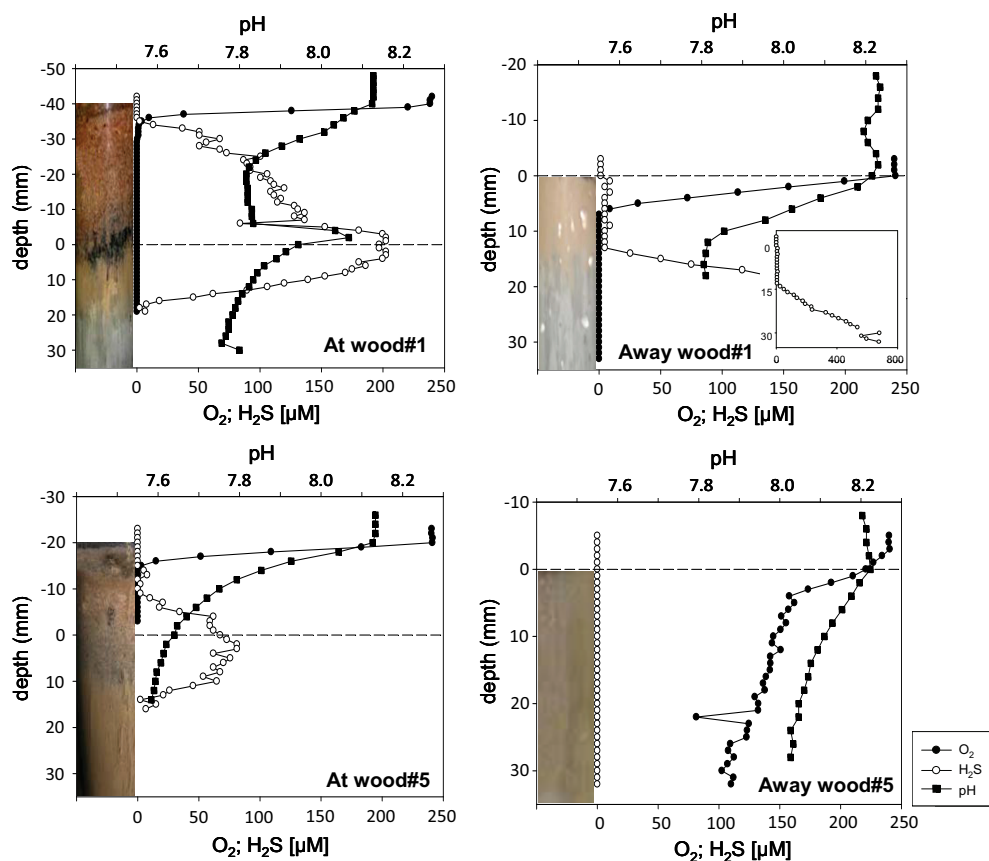 pH
7.6 7.8 8.0 8.2
-50
-40
-30
-20
-10
0
10
20
30
depth (mm)
At wood#1
0 50 100 150 200 250
O₂; H₂S [µM]
pH
7.6 7.8 8.0 8.2
-20
-10
0
10
20
30
depth (mm)
0
15
30
0 400 800
Away wood#1
0 50 100 150 200 250
O₂; H₂S [µM]
pH
7.6 7.8 8.0 8.2
-30
-20
-10
0
10
20
30
depth (mm)
At wood#5
0 50 100 150 200 250
O₂; H₂S [µM]
pH
7.6 7.8 8.0 8.2
-10
0
10
20
30
depth (mm)
Away wood#5
0 50 100 150 200 250
O₂; H₂S [µM]
O₂
H₂S
pH